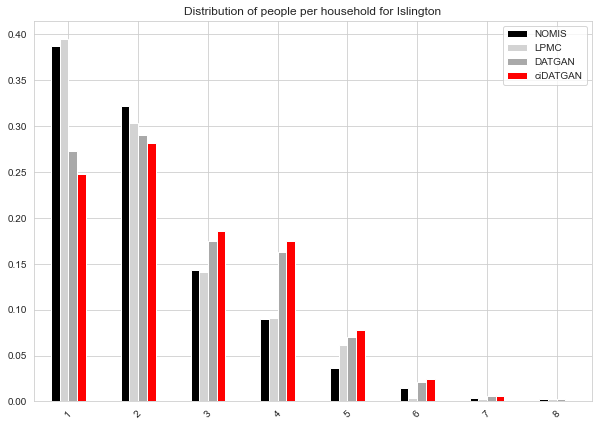 Distribution of people per household for Islington
NOMIS
LPMC
DATGAN
ciDATGAN
0.40
0.35
0.30
0.25
0.20
0.15
0.10
0.05
0.00
1 2 3 4 5 6 7 8